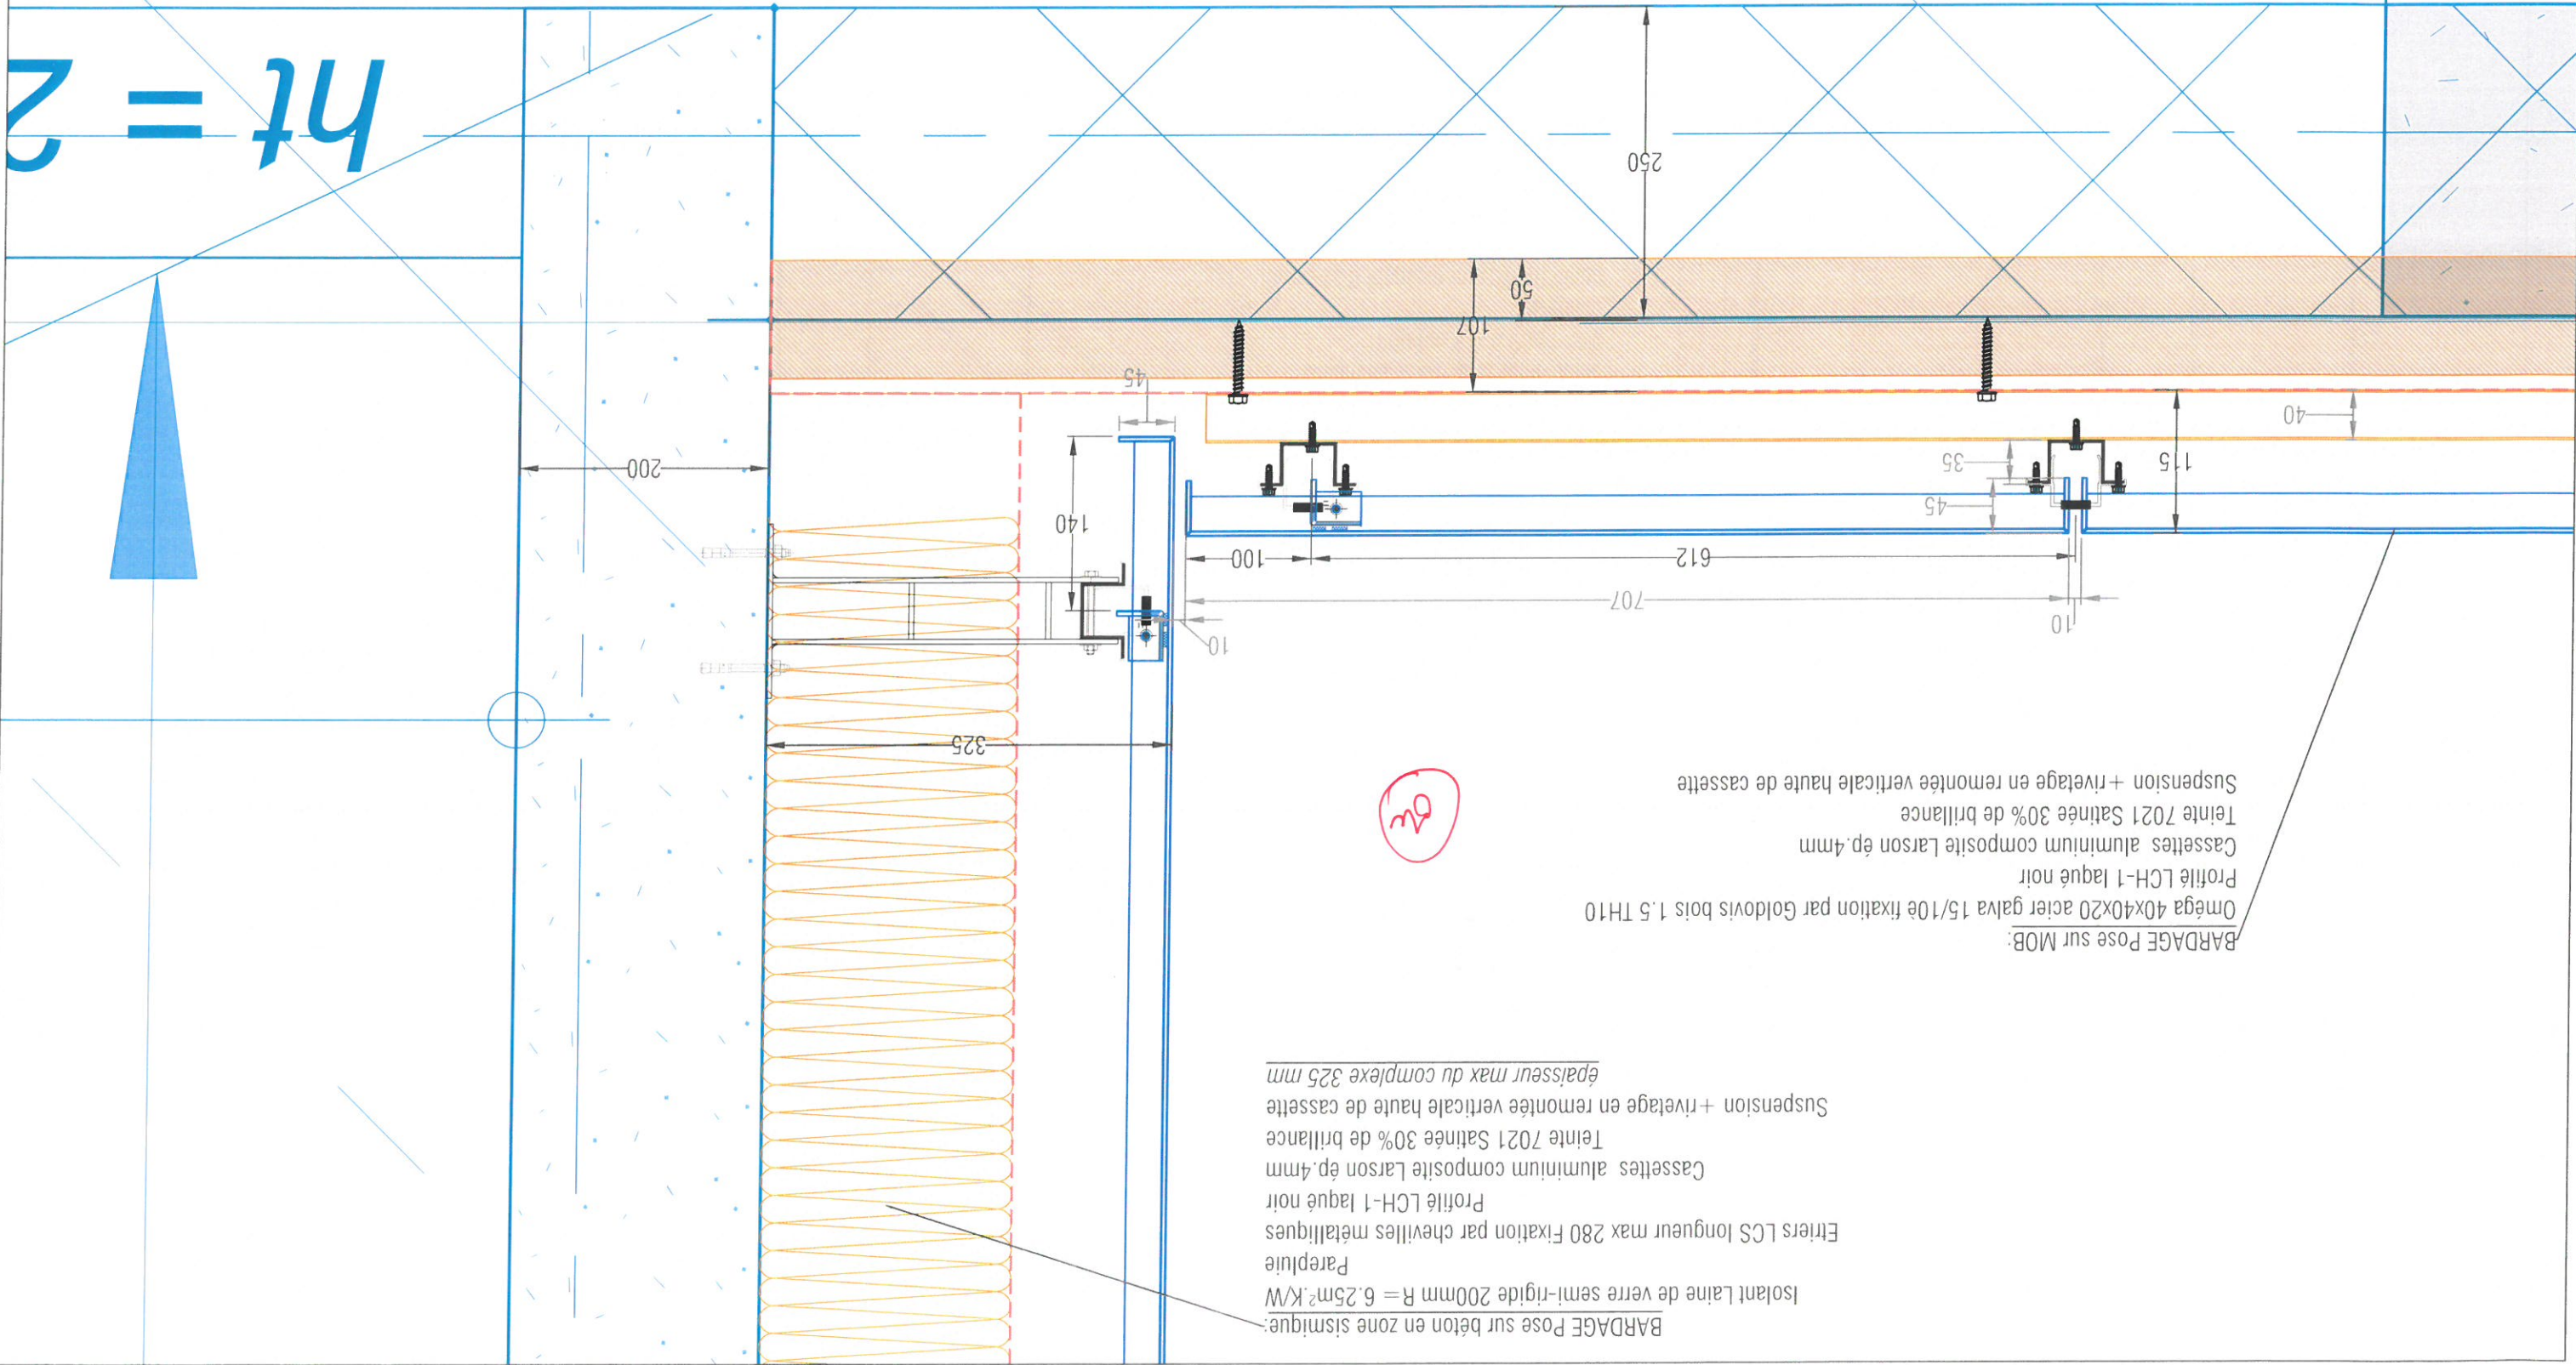 BARDAGE Pose sur béton en zone sismique:
Isolant Laine de verre semi-rigide 200mm R= 6.25m².K/W
Parepluie
Etriers LCS longueur max 280 Fixation par chevilles métalliques
Profilé LCH-1 laqué noir
Cassettes aluminium composite Larson ép.4mm
Teinte 7021 Satinée 30% de brillance
Suspension +rivetage en remontée verticale haute de cassette
épaisseur max du complexe 325 mm
BARDAGE Pose sur MOB:
Oméga 40x40x20 acier galva 15/10è fixation par Goldovis bois 1.5 TH10
Profilé LCH-1 laqué noir
Cassettes aluminium composite Larson ép.4mm
Teinte 7021 Satinée 30% de brillance
Suspension +rivetage en remontée verticale haute de cassette
325
10
707
10
612
100
140
45
35
115
200
40
45
107
50
250
ht = 2